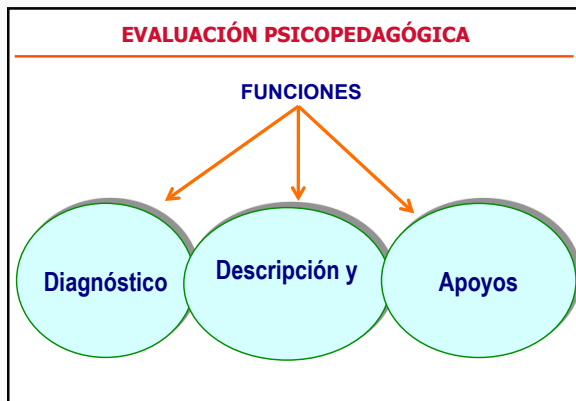 EVALUACIÓN PSICOPEDAGÓGICA
FUNCIONES
Diagnóstico
Descripción y
Apoyos